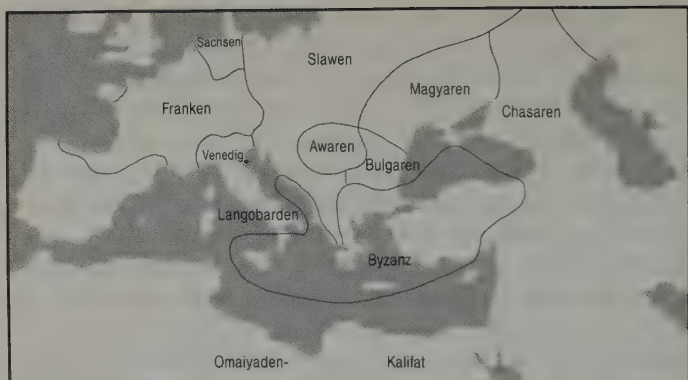 Sachsen
Slawen
Magyaren
Franken
Chasaren
Awaren
Venedig
Bulgaren
Langobarden
Byzanz
Omaiyaden- Kalifat